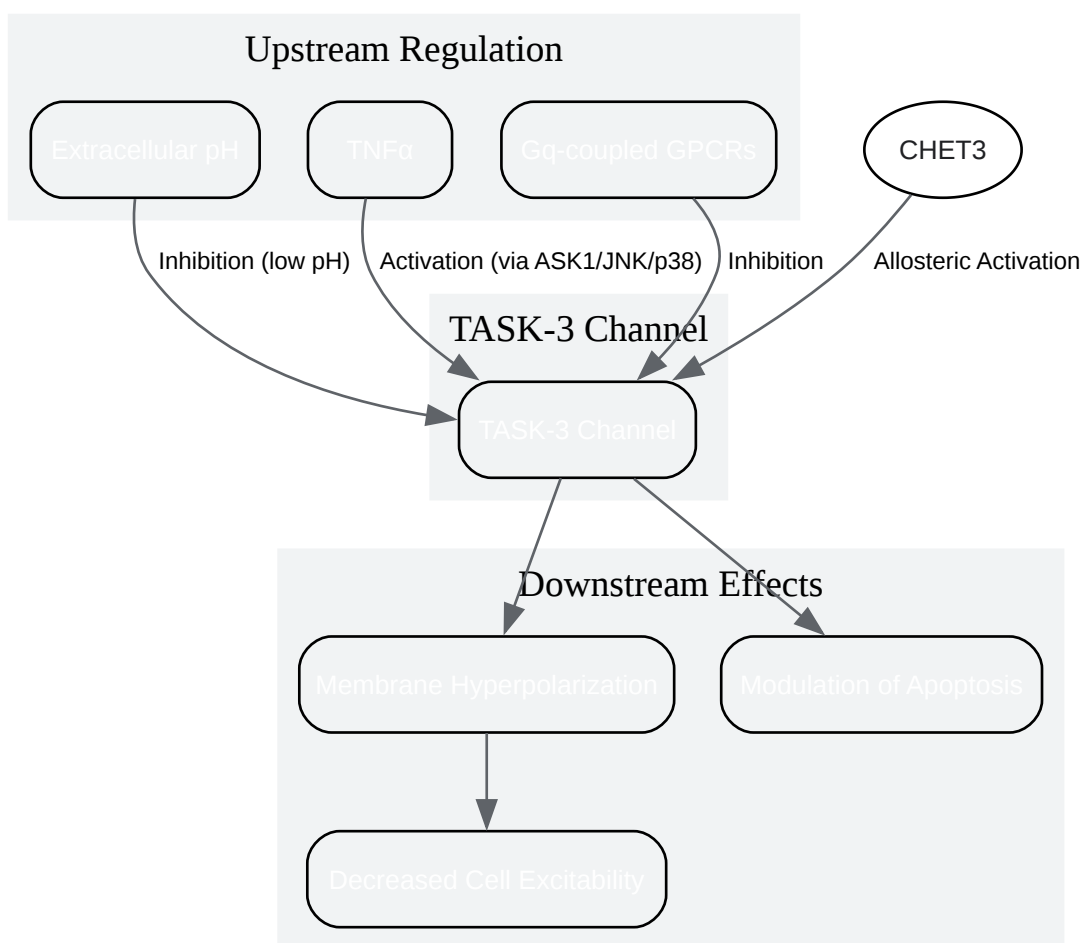 Upstream Regulation
Extracellular pH
TNFα
Gq-coupled GPCRs
CHET3
Inhibition (low pH)
Activation (via ASK1/JNK/p38)
Inhibition
Allosteric Activation
TASK-3 Channel
TASK-3 Channel
Downstream Effects
Membrane Hyperpolarization
Modulation of Apoptosis
Decreased Cell Excitability